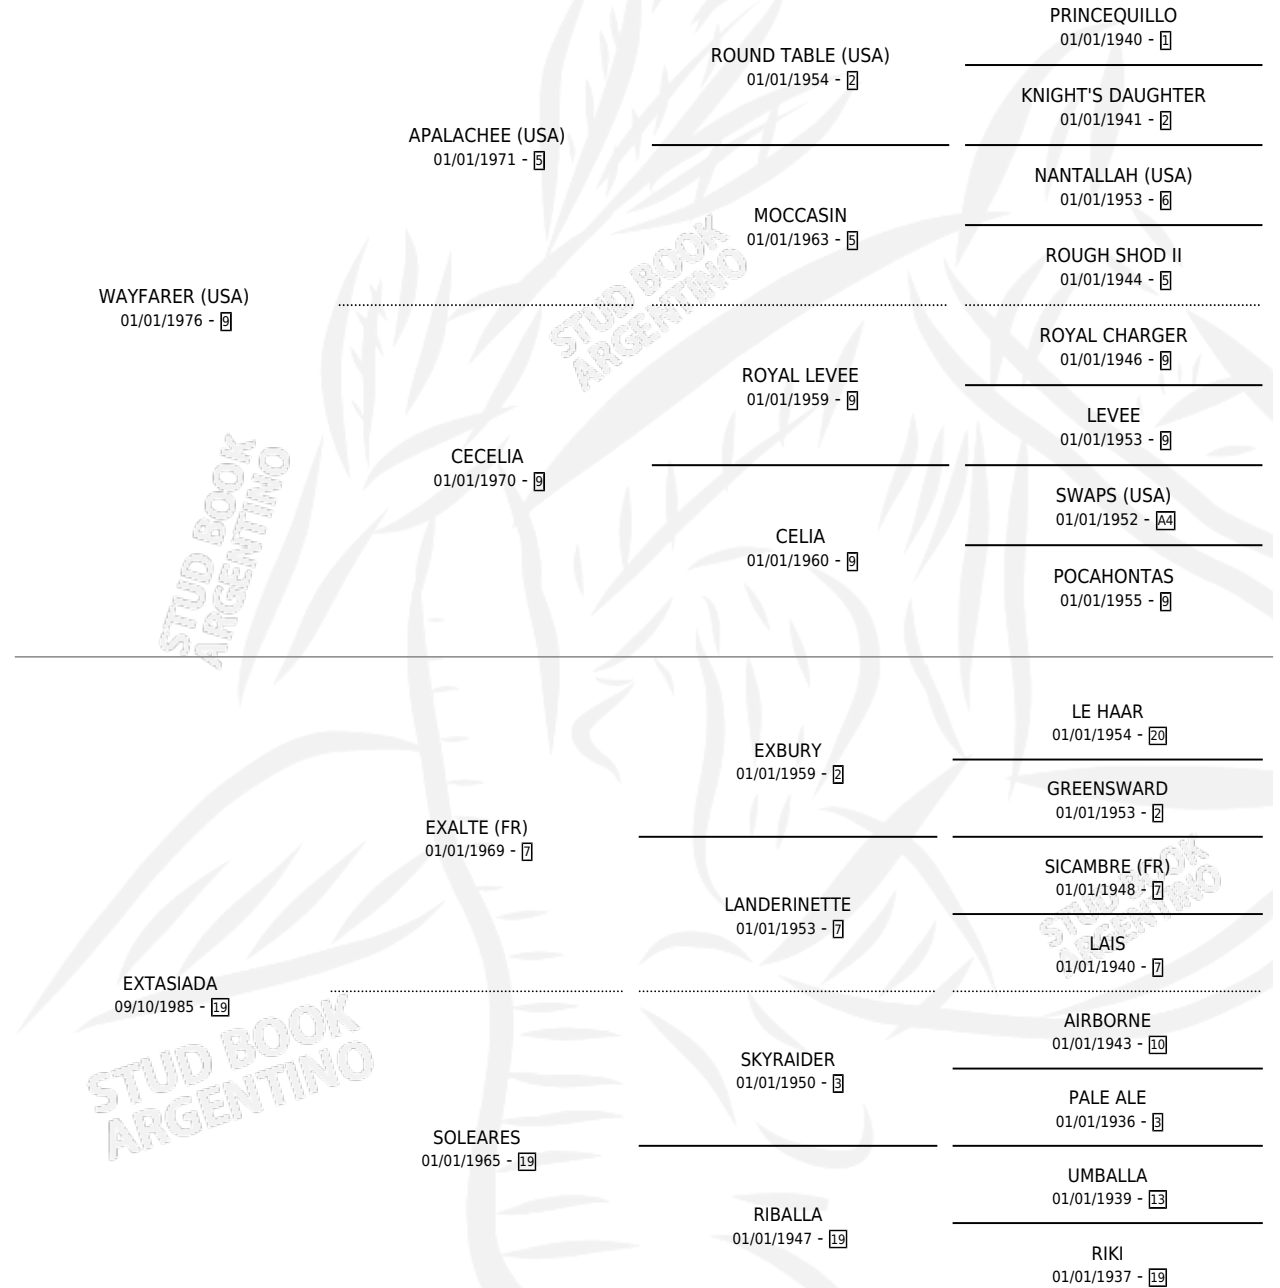 PRINCEQUILLO
01/01/1940 - 1
ROUND TABLE (USA)
01/01/1954 - 2
KNIGHT'S DAUGHTER
01/01/1941 - 2
APALACHEE (USA)
01/01/1971 - 5
NANTALLAH (USA)
01/01/1953 - 6
MOCCASIN
01/01/1963 - 5
ROUGH SHOD II
01/01/1944 - 5
WAYFARER (USA)
01/01/1976 - 9
ROYAL CHARGER
01/01/1946 - 9
ROYAL LEVEE
01/01/1959 - 9
LEVEE
01/01/1953 - 9
CECELIA
01/01/1970 - 9
SWAPS (USA)
01/01/1952 - A4
CELIA
01/01/1960 - 9
POCAHONTAS
01/01/1955 - 9
STUD BOOK
ARGENTINO
STUD BOOK
ARGENTINO
LE HAAR
01/01/1954 - 20
EXBURY
01/01/1959 - 2
GREENSWARD
01/01/1953 - 2
EXALTE (FR)
01/01/1969 - 7
SICAMBRE (FR)
01/01/1948 - 7
LANDERINETTE
01/01/1953 - 7
LAIS
01/01/1940 - 7
EXTASIADA
09/10/1985 - 19
AIRBORNE
01/01/1943 - 10
SKYRAIDER
01/01/1950 - 3
PALE ALE
01/01/1936 - 3
SOLEARES
01/01/1965 - 19
UMBALLA
01/01/1939 - 13
RIBALLA
01/01/1947 - 19
RIKI
01/01/1937 - 19
STUD BOOK
ARGENTINO
STUD BOOK
ARGENTINO